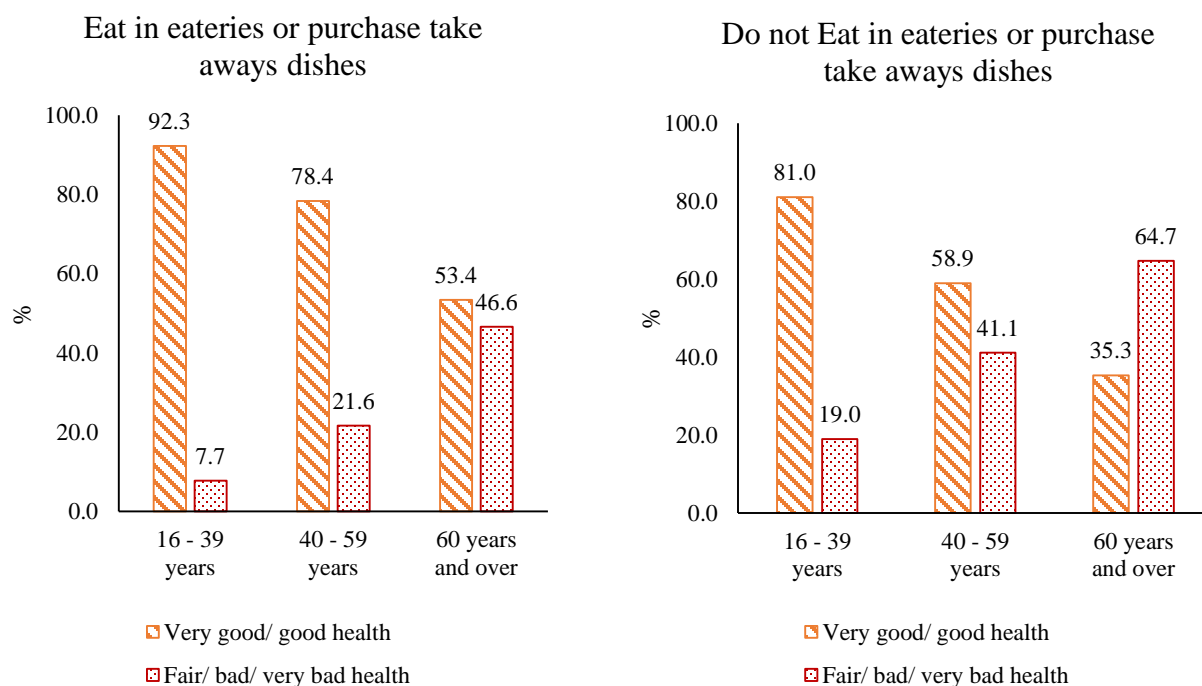 Eat in eateries or purchase take
aways dishes
100.0
80.0
60.0
40.0
20.0
0.0
%
92.3
7.7
78.4
21.6
53.4
46.6
16 - 39
years
40 - 59
years
60 years
and over
Very good/ good health
Fair/ bad/ very bad health
Do not Eat in eateries or purchase
take aways dishes
100.0
80.0
60.0
40.0
20.0
0.0
%
81.0
19.0
58.9
41.1
35.3
64.7
16 - 39
years
40 - 59
years
60 years
and over
Very good/ good health
Fair/ bad/ very bad health